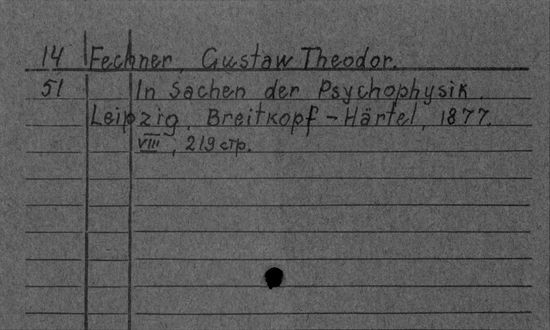 14 Fechner, Gustaw Theodor.
51 In Sachen der Psychophysik.
Leipzig, Breitkopf-Härtel, 1877.
VIII, 219 стр.